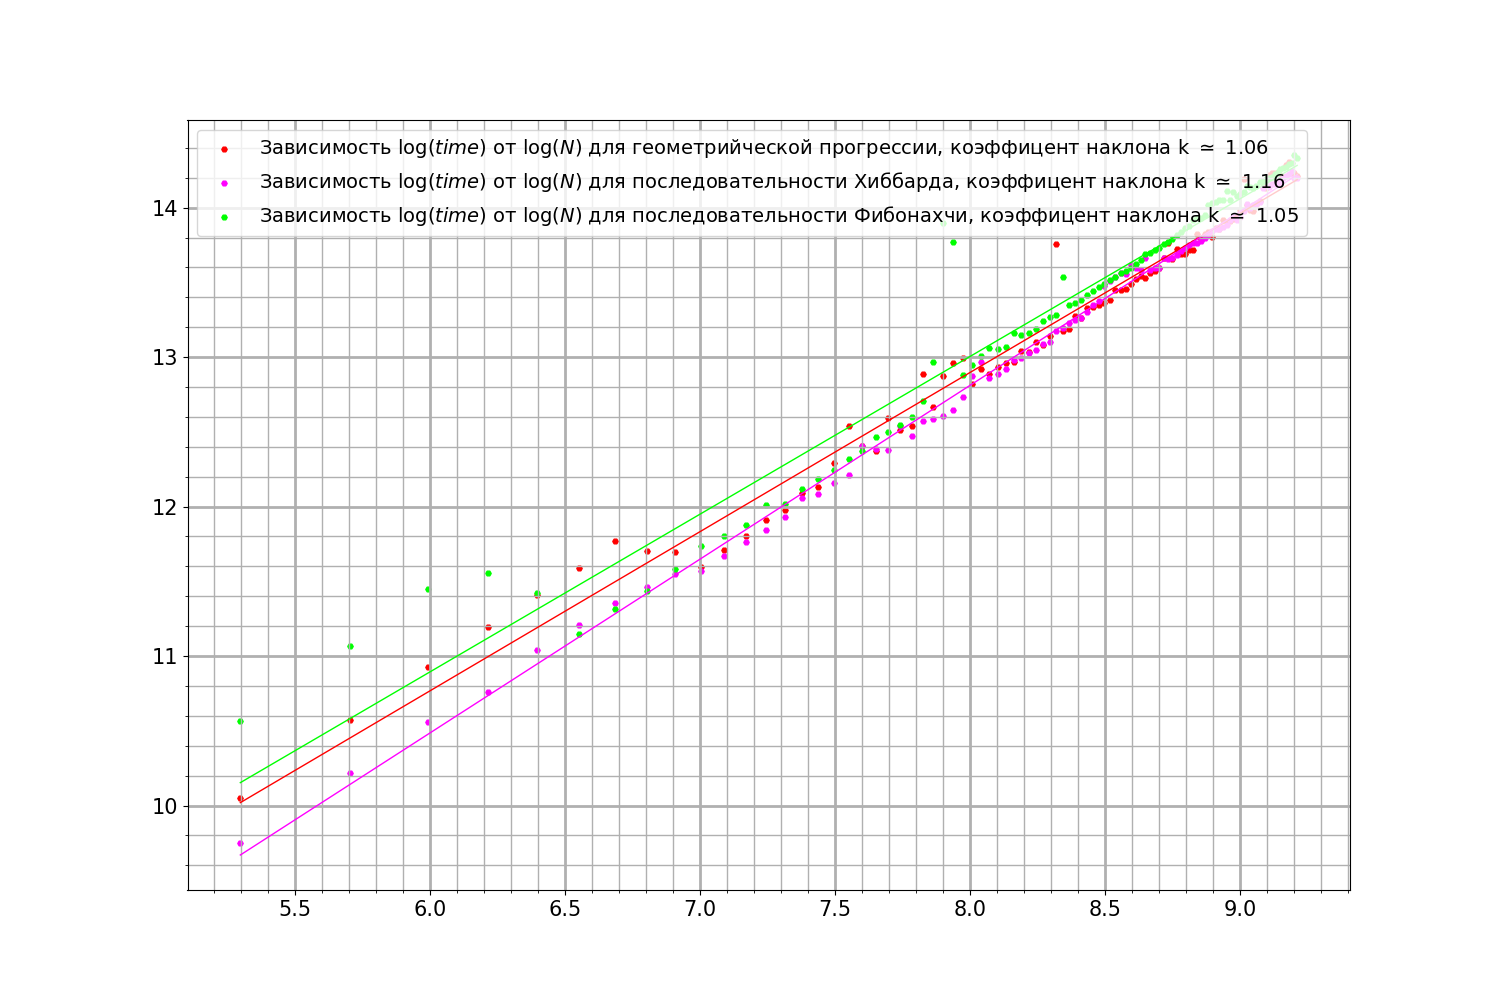 Зависимость log(time) от log(N) для геометрийческой прогрессии, коэффицент наклона k ≃ 1.06
Зависимость log(time) от log(N) для последовательности Хиббарда, коэффицент наклона k ≃ 1.16
Зависимость log(time) от log(N) для последовательности Фибонахчи, коэффицент наклона k ≃ 1.05
14
13
12
11
10
5.5 6.0 6.5 7.0 7.5 8.0 8.5 9.0